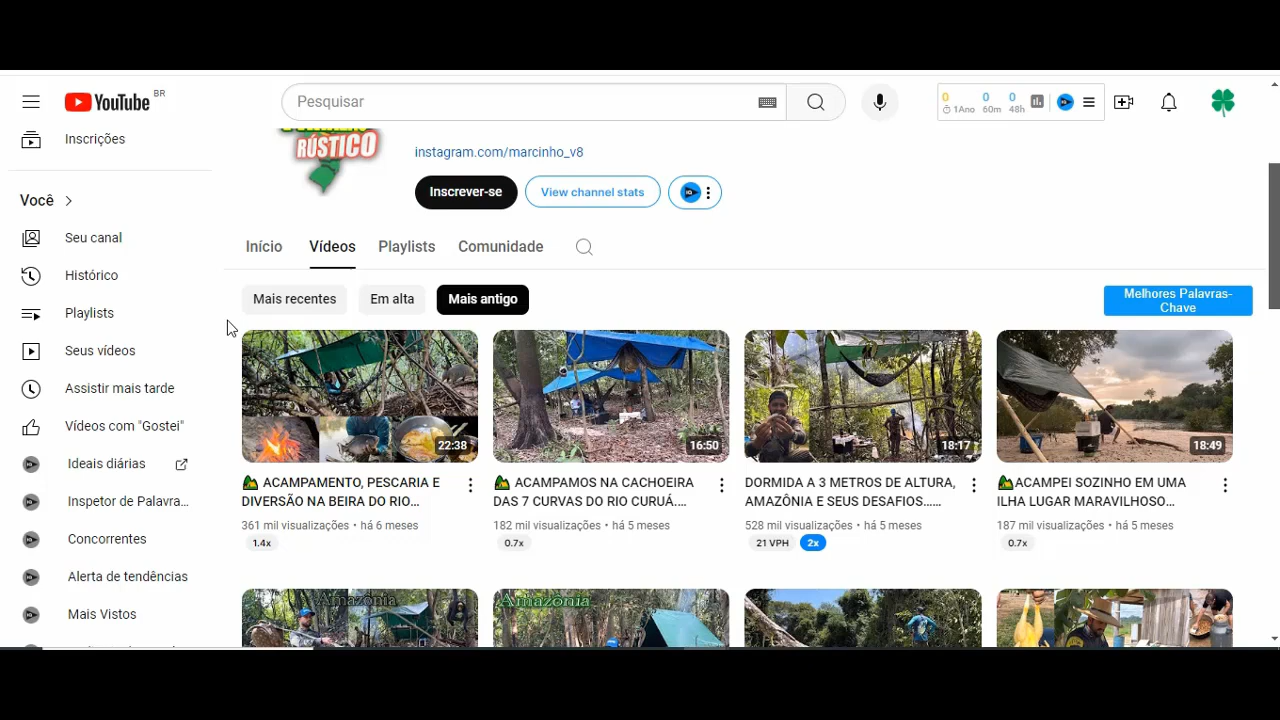 YouTube BR
Pesquisar
0 0 0
1Ano 60m 48h
Inscrições
Você
Seu canal
Histórico
Playlists
Seus vídeos
Assistir mais tarde
Vídeos com "Gostei"
Ideais diárias
Inspetor de Palavra...
Concorrentes
Alerta de tendências
Mais Vistos
RÚSTICO
instagram.com/marcinho_v8
Inscrever-se
View channel stats
Início Vídeos Playlists Comunidade
Mais recentes Em alta Mais antigo
Melhores Palavras-
Chave
22:38
ACAMPAMENTO, PESCARIA E
DIVERSÃO NA BEIRA DO RIO...
361 mil visualizações • há 6 meses
1.4x
16:50
ACAMPAMOS NA CACHOEIRA
DAS 7 CURVAS DO RIO CURUÁ....
182 mil visualizações • há 5 meses
0.7x
18:17
DORMIDA A 3 METROS DE ALTURA,
AMAZÔNIA E SEUS DESAFIOS......
528 mil visualizações • há 5 meses
21 VPH 2x
18:49
ACAMPEI SOZINHO EM UMA
ILHA LUGAR MARAVILHOSO...
187 mil visualizações • há 5 meses
0.7x
Amazônia
Amazônia